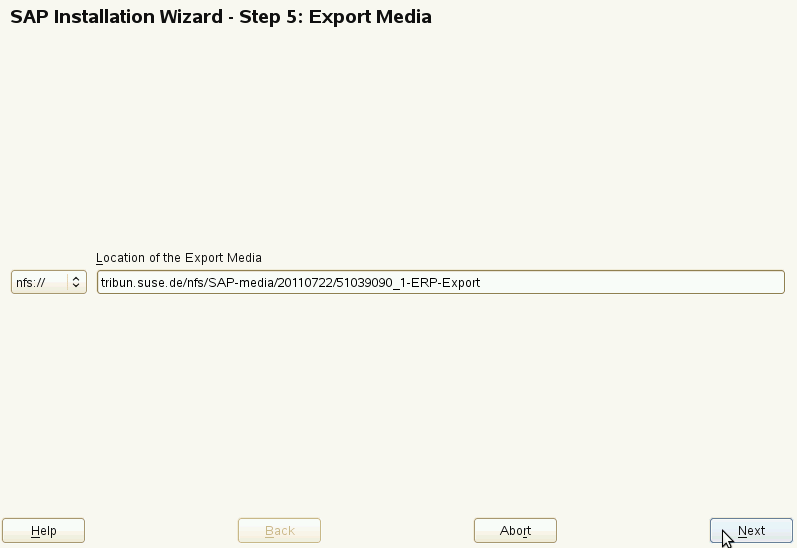 SAP Installation Wizard - Step 5: Export Media
Location of the Export Media
nfs:// tribun.suse.de/nfs/SAP-media/20110722/51039090_1-ERP-Export
Help Back Abort Next